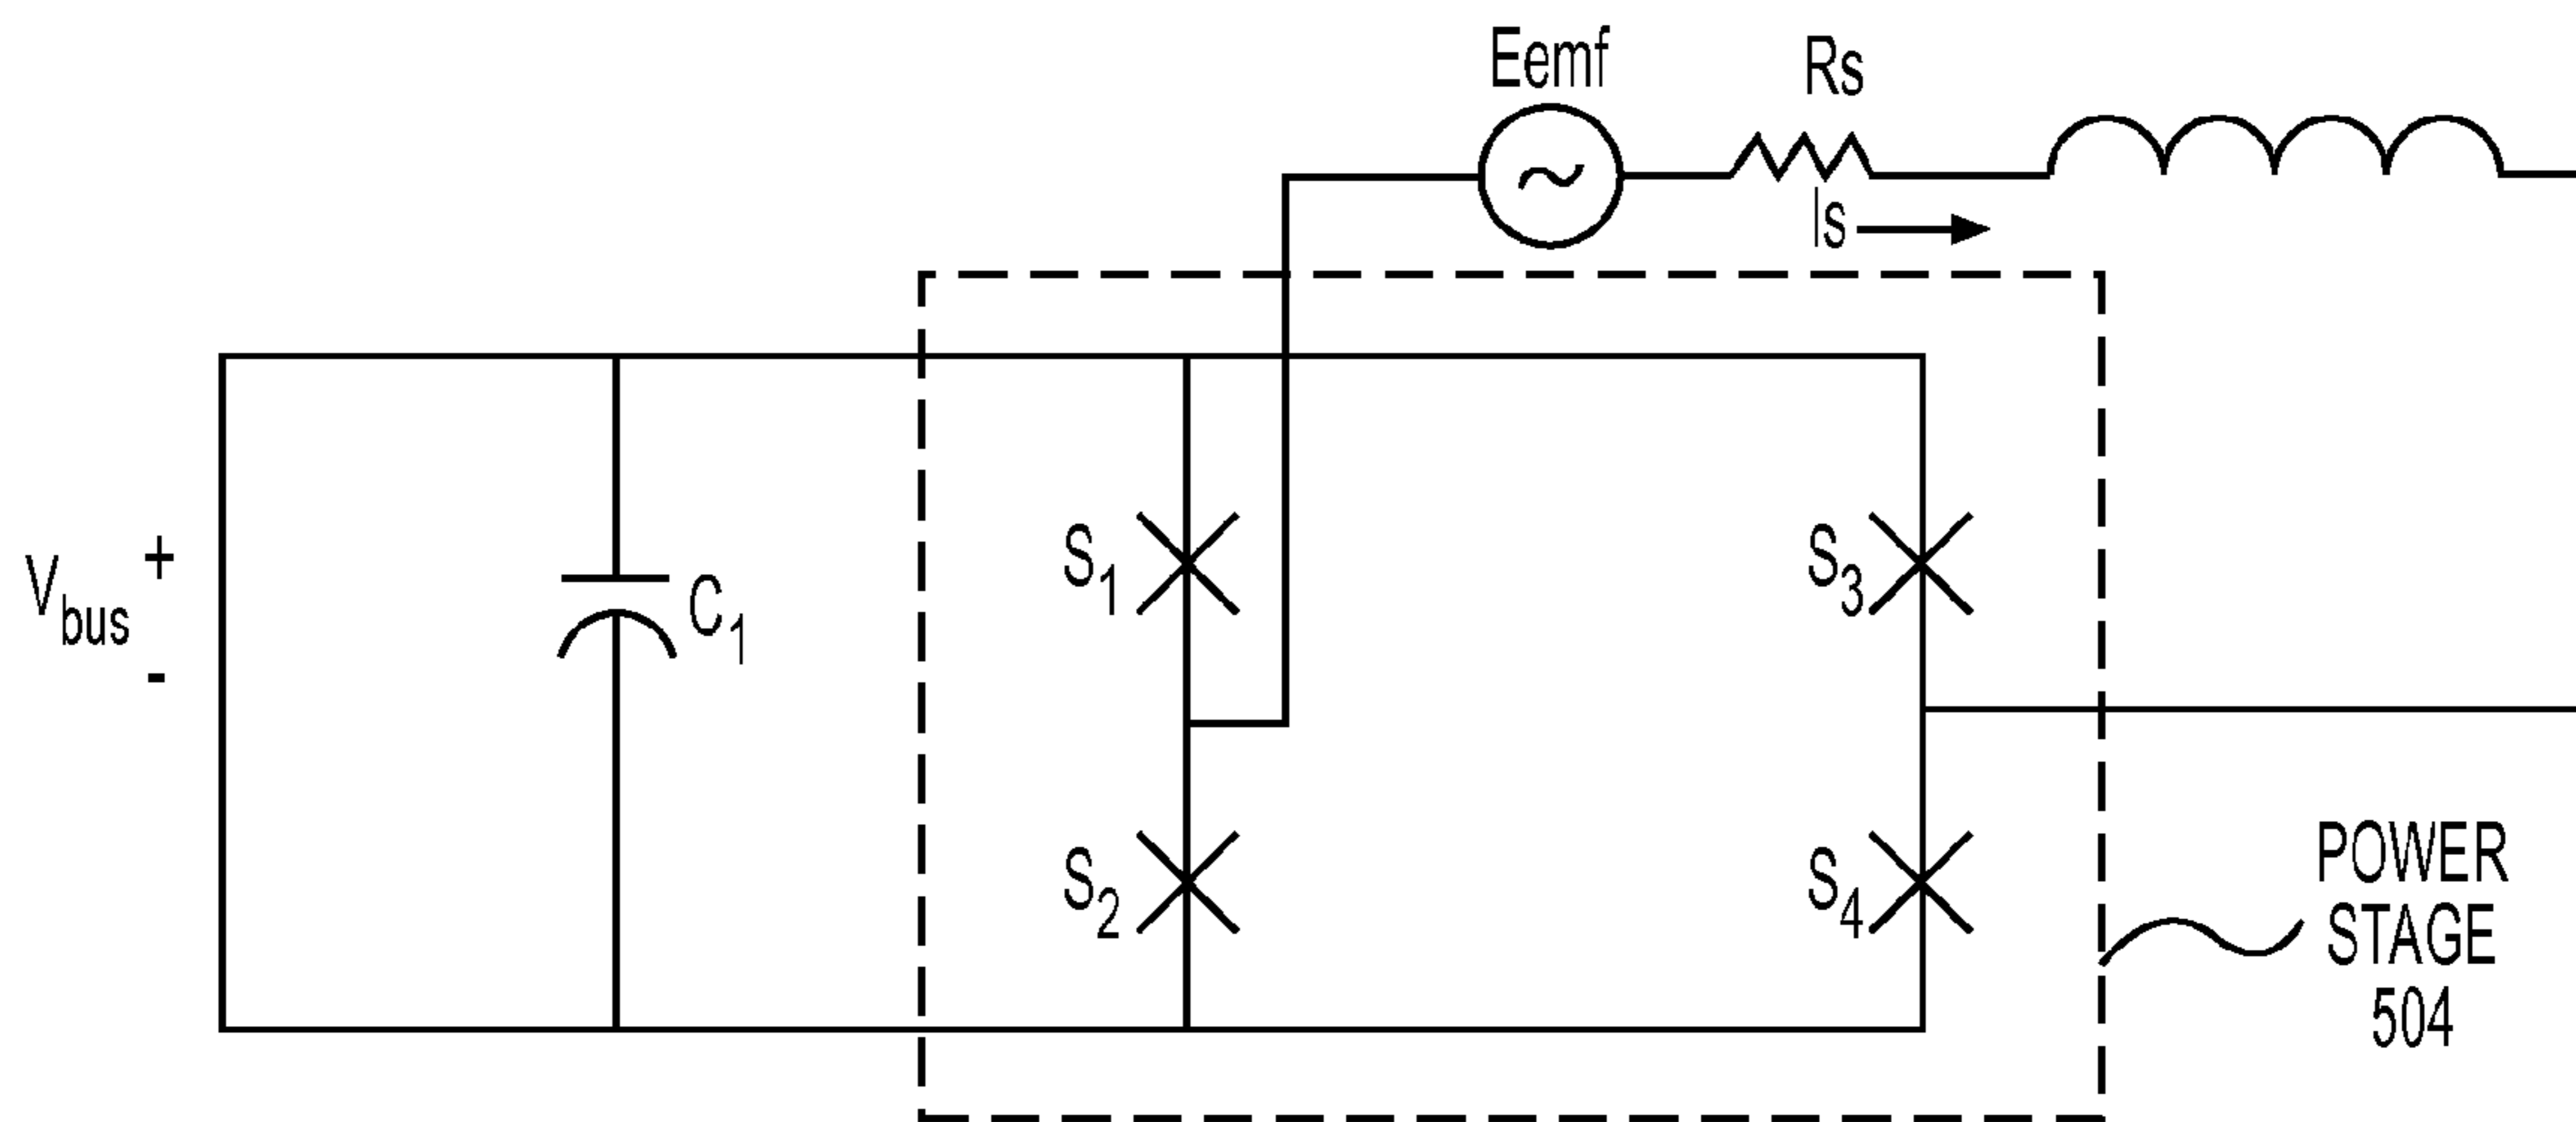 Eemf
Rs
Is
S1
S3
Vbus
+
-
C1
S2
S4
POWER
STAGE
504